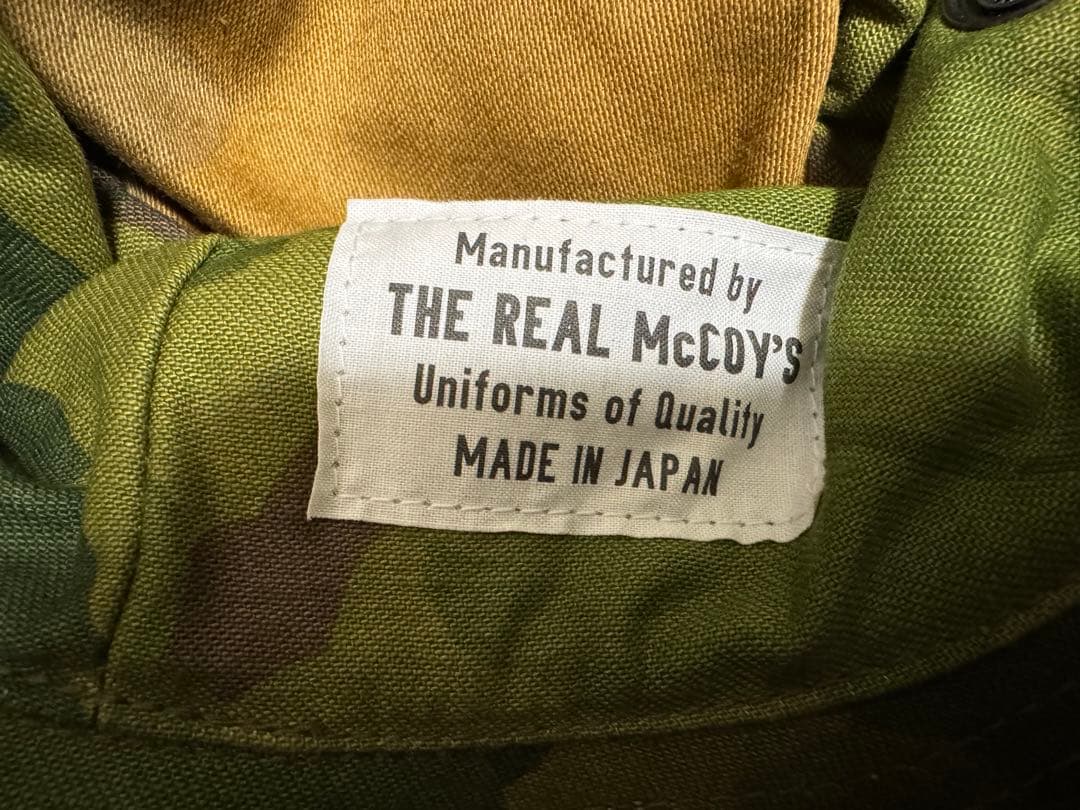 Manufactured by
THE REAL McCOY'S
Uniforms of Quality
MADE IN JAPAN